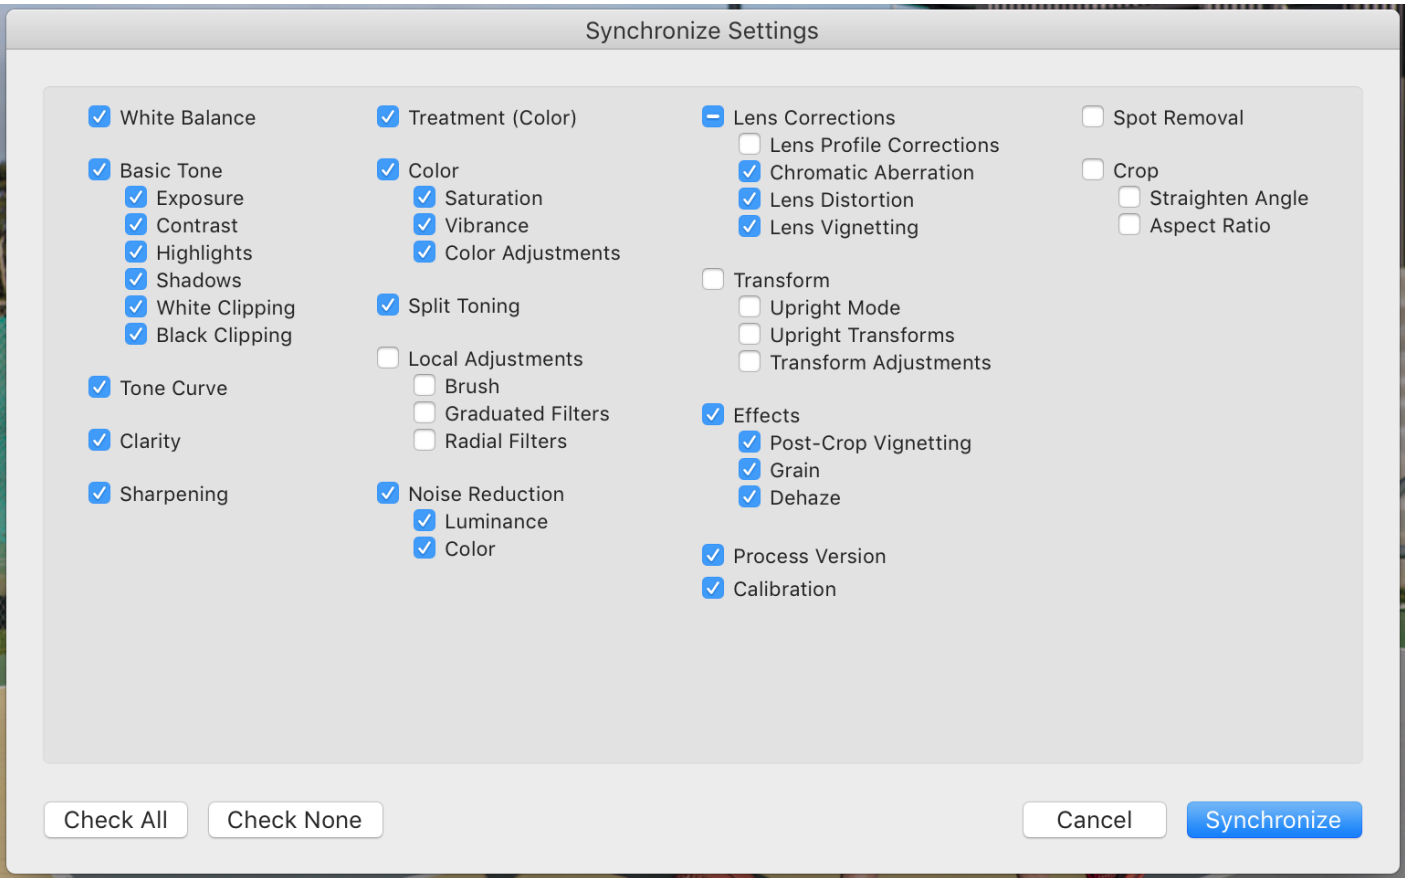 Synchronize Settings
White Balance
Basic Tone
Exposure
Contrast
Highlights
Shadows
White Clipping
Black Clipping
Tone Curve
Clarity
Sharpening
Treatment (Color)
Color
Saturation
Vibrance
Color Adjustments
Split Toning
Local Adjustments
Brush
Graduated Filters
Radial Filters
Noise Reduction
Luminance
Color
Lens Corrections
Lens Profile Corrections
Chromatic Aberration
Lens Distortion
Lens Vignetting
Transform
Upright Mode
Upright Transforms
Transform Adjustments
Effects
Post-Crop Vignetting
Grain
Dehaze
Process Version
Calibration
Spot Removal
Crop
Straighten Angle
Aspect Ratio
Check All
Check None
Cancel
Synchronize